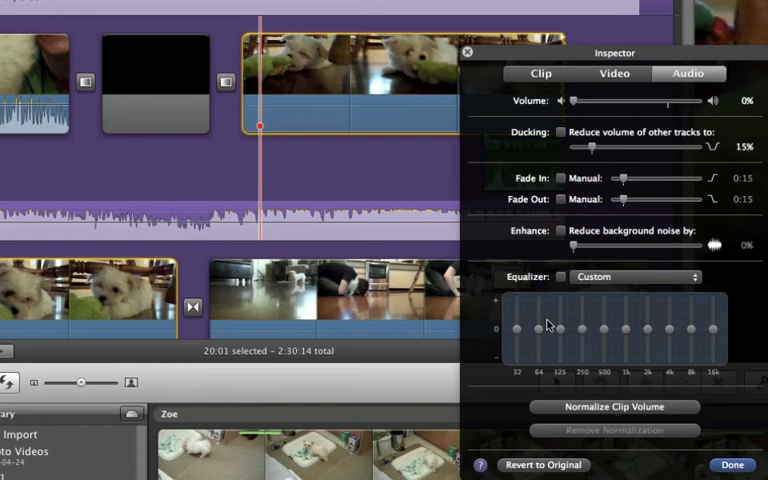 Inspector
Clip Video Audio
Volume: 0%
Ducking: Reduce volume of other tracks to:
15%
Fade In: Manual: 0:15
Fade Out: Manual: 0:15
Enhance: Reduce background noise by:
0%
Equalizer: Custom
+
0
–
32 64 125 250 500 1k 2k 4k 8k 16k
20:01 selected – 2:30:14 total
Normalize Clip Volume
Remove Normalization
? Revert to Original Done
ary
Zoe
Import
oto Videos
-04-24